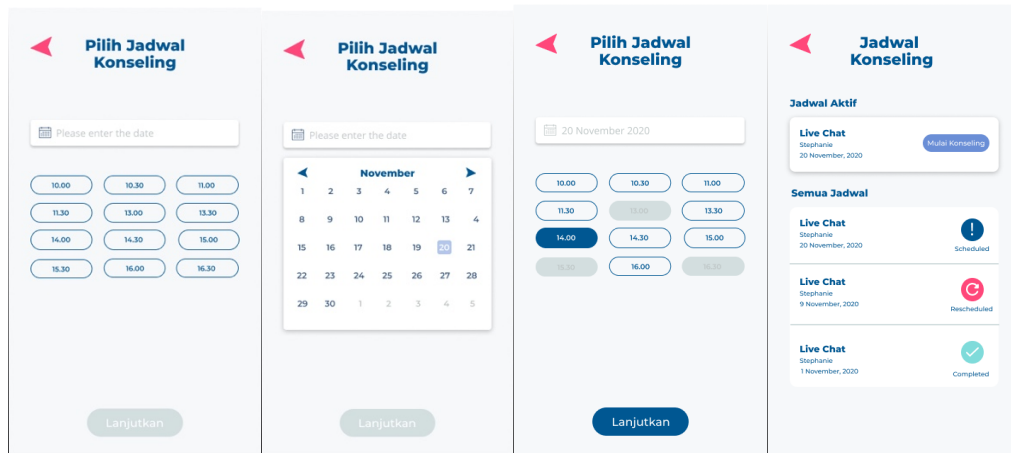 Pilih Jadwal
Konseling
Please enter the date
10.00 10.30 11.00
11.30 13.00 13.30
14.00 14.30 15.00
15.30 16.00 16.30
Lanjutkan
Pilih Jadwal
Konseling
Please enter the date
November
1 2 3 4 5 6 7
8 9 10 11 12 13 4
15 16 17 18 19 20 21
22 23 24 25 26 27 28
29 30 1 2 3 4 5
Lanjutkan
Pilih Jadwal
Konseling
20 November 2020
10.00 10.30 11.00
11.30 13.00 13.30
14.00 14.30 15.00
15.30 16.00 16.30
Lanjutkan
Jadwal
Konseling
Jadwal Aktif
Live Chat
Stephanie
20 November, 2020
Mulai Konseling
Semua Jadwal
Live Chat
Stephanie
20 November, 2020
Scheduled
Live Chat
Stephanie
9 November, 2020
Rescheduled
Live Chat
Stephanie
1 November, 2020
Completed